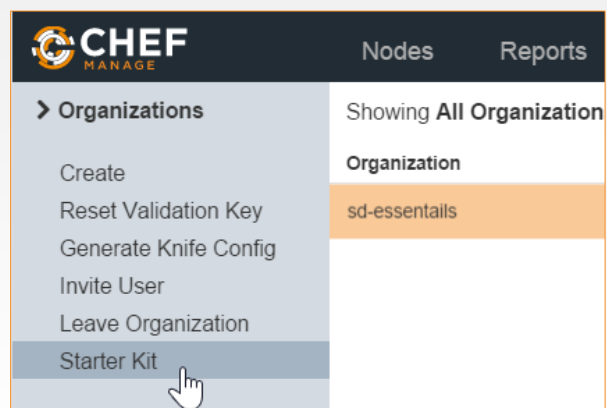 CHEF
MANAGE
Nodes Reports
Organizations
Showing All Organization
Create
Reset Validation Key
Generate Knife Config
Invite User
Leave Organization
Starter Kit
Organization
sd-essentails